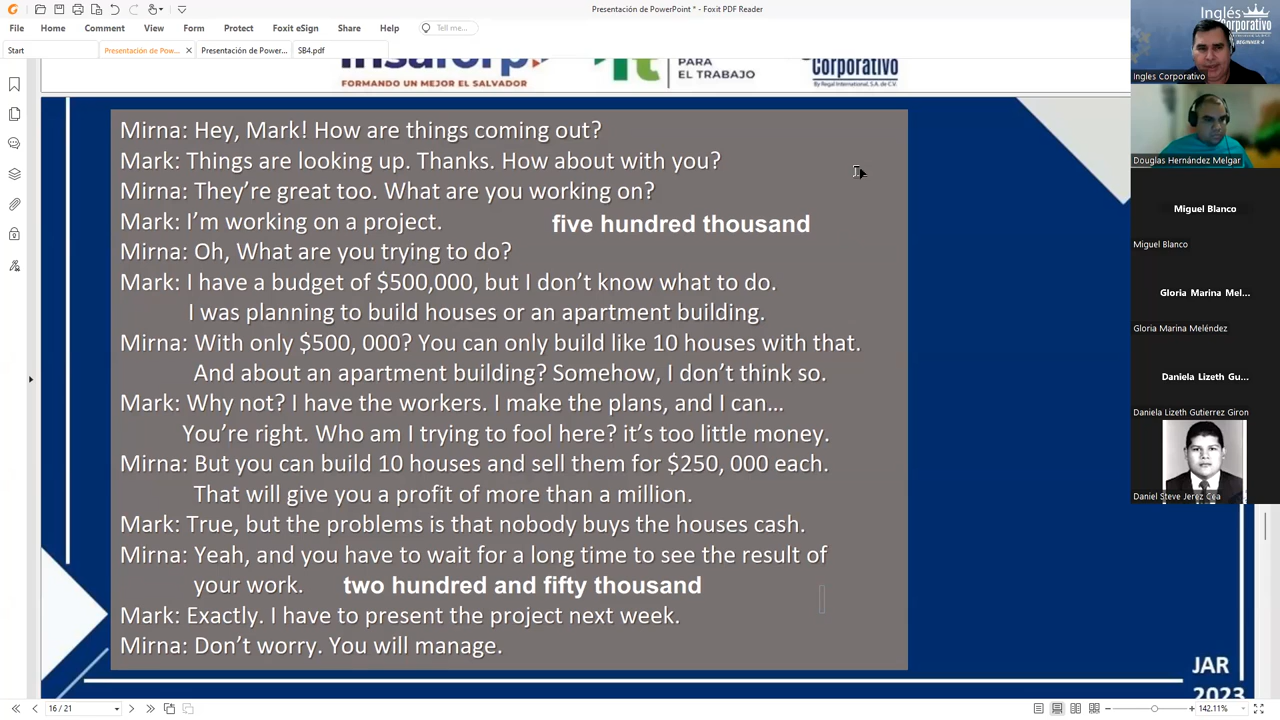 Presentación de PowerPoint * - Foxit PDF Reader
File Home Comment View Form Protect Foxit eSign Share Help Tell me...
Start Presentación de Pow... Presentación de Power... SB4.pdf
insaforp
FORMANDO UN MEJOR EL SALVADOR
PARA
EL TRABAJO
Corporativo
By Regal International, S.A. de C.V.
Mirna: Hey, Mark! How are things coming out?
Mark: Things are looking up. Thanks. How about with you?
Mirna: They’re great too. What are you working on?
Mark: I’m working on a project.
five hundred thousand
Mirna: Oh, What are you trying to do?
Mark: I have a budget of $500,000, but I don’t know what to do.
I was planning to build houses or an apartment building.
Mirna: With only $500, 000? You can only build like 10 houses with that.
And about an apartment building? Somehow, I don’t think so.
Mark: Why not? I have the workers. I make the plans, and I can…
You’re right. Who am I trying to fool here? it’s too little money.
Mirna: But you can build 10 houses and sell them for $250, 000 each.
That will give you a profit of more than a million.
Mark: True, but the problems is that nobody buys the houses cash.
Mirna: Yeah, and you have to wait for a long time to see the result of
your work.
two hundred and fifty thousand
Mark: Exactly. I have to present the project next week.
Mirna: Don’t worry. You will manage.
JAR
2023
Inglés
Corporativo
BEGINNER 4
Ingles Corporativo
Douglas Hernández Melgar
Miguel Blanco
Miguel Blanco
Gloria Marina Mel...
Gloria Marina Meléndez
Daniela Lizeth Gu...
Daniela Lizeth Gutierrez Giron
Daniel Steve Jerez Cea
16 / 21
142.11%